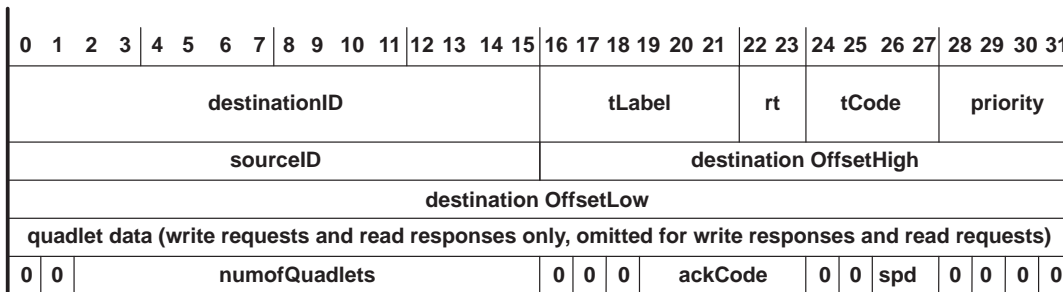 0 1 2 3 4 5 6 7 8 9 10 11 12 13 14 15 16 17 18 19 20 21 22 23 24 25 26 27 28 29 30 31
destinationID tLabel rt tCode priority
sourceID destination OffsetHigh
destination OffsetLow
quadlet data (write requests and read responses only, omitted for write responses and read requests)
0 0 numofQuadlets 0 0 0 ackCode 0 0 spd 0 0 0 0